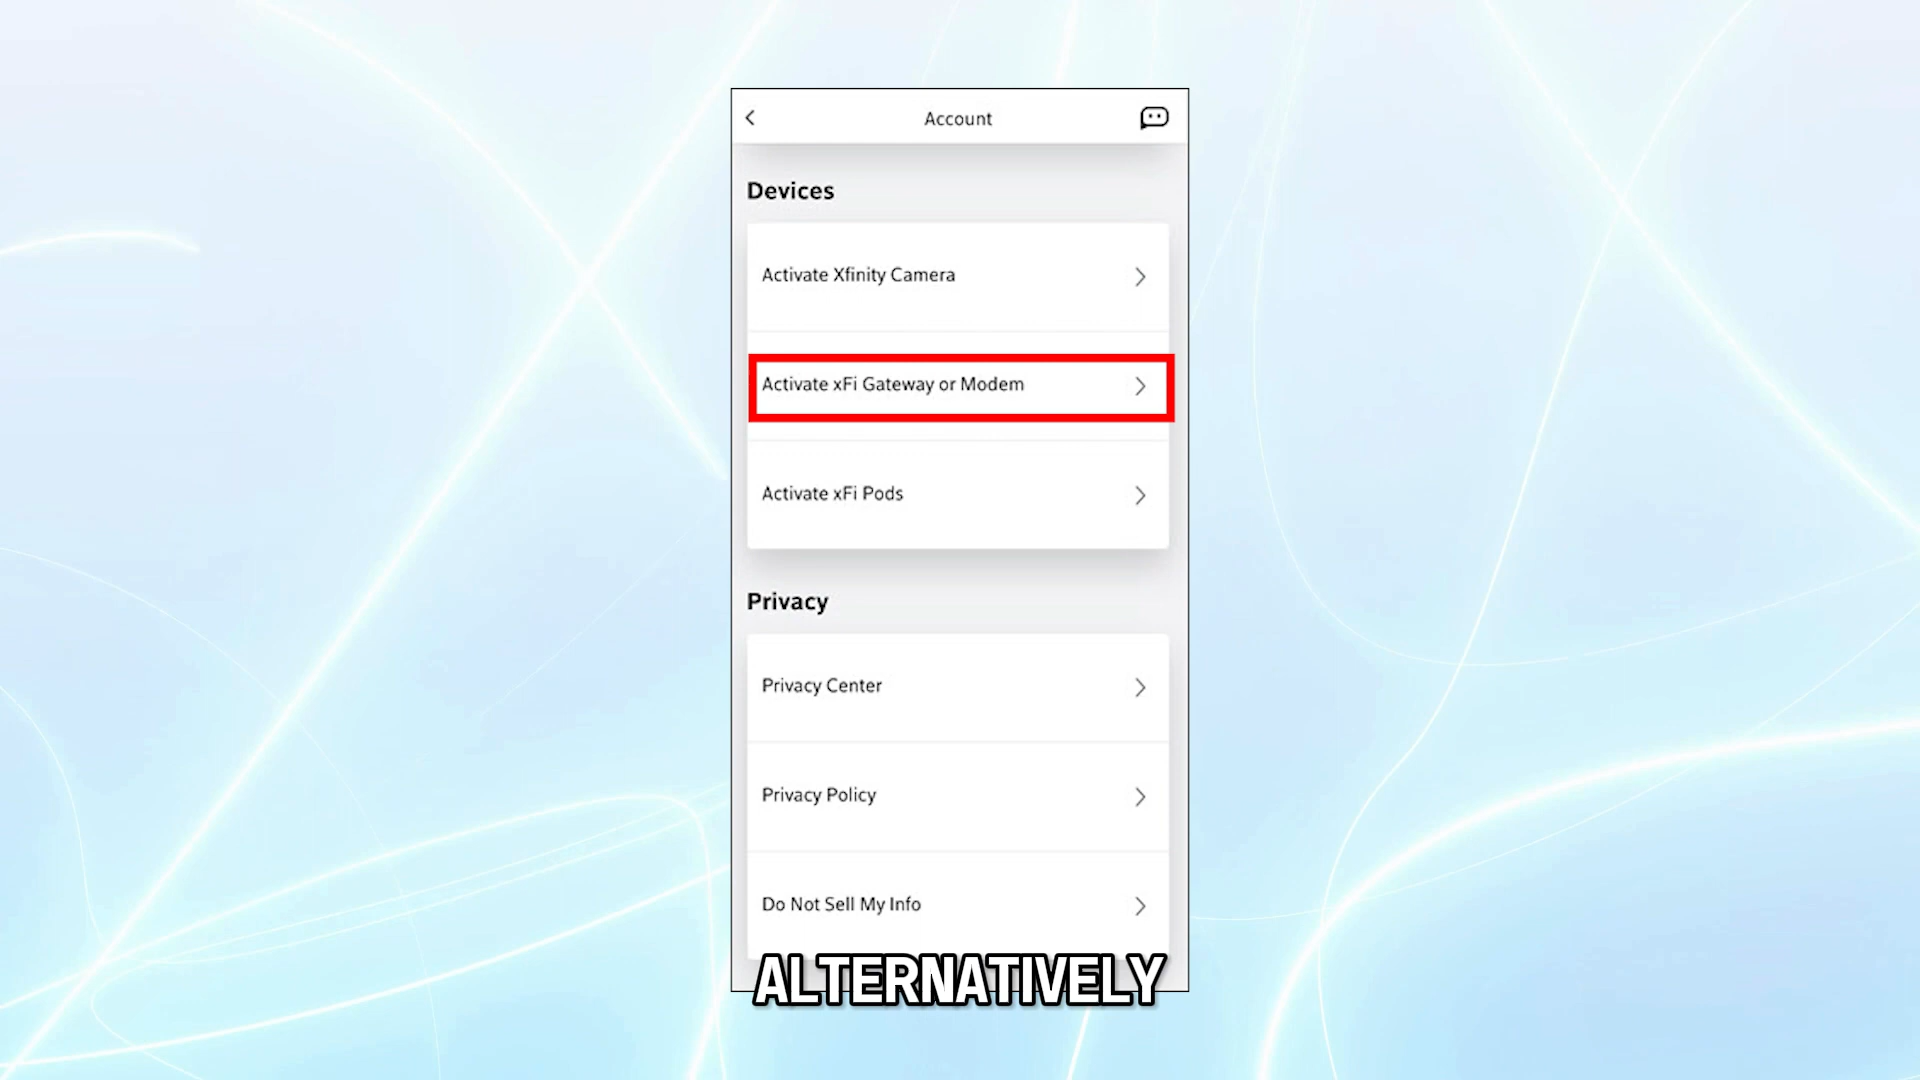 Account
Devices
Activate Xfinity Camera
Activate xFi Gateway or Modem
Activate xFi Pods
Privacy
Privacy Center
Privacy Policy
Do Not Sell My Info
ALTERNATIVELY